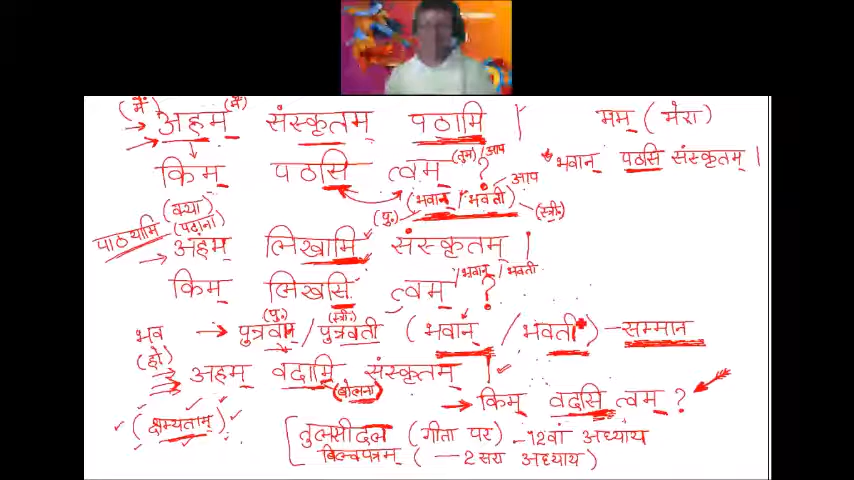 (मैं) अहम् (मैं) संस्कृतम् पठामि | मम् (मेरा)
किम् पठसि त्वम् (तुम)/आप ? भवान् पठसि संस्कृतम् |
(क्या) (पु.) (भवान्/भवती) आप (स्त्री.)
पाठयामि (पढ़ाना)
अहम् लिखामि संस्कृतम् |
किम् लिखसि त्वम् /भवान्/भवती ?
(पु.) (स्त्री.)
भव (हो) पुत्रवान/पुत्रवती (भवान्/भवती) – सम्मान
अहम् वदामि संस्कृतम् |
(बोलना) किम् वदसि त्वम् ?
(क्षम्यताम्)
तुलसीदल (गीता पर) – 12वां अध्याय
बिल्वपत्रम् (– 2सरा अध्याय)